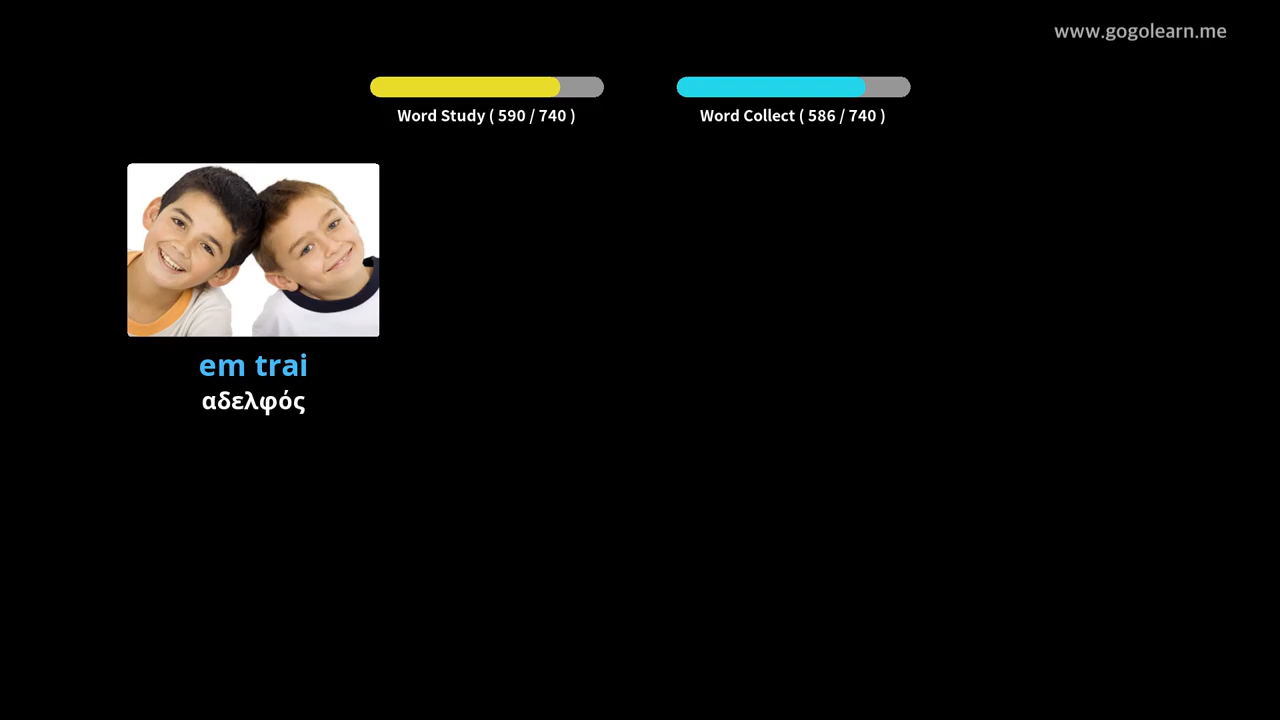 www.gogolearn.me
Word Study ( 590 / 740 )
Word Collect ( 586 / 740 )
em trai
αδελφός